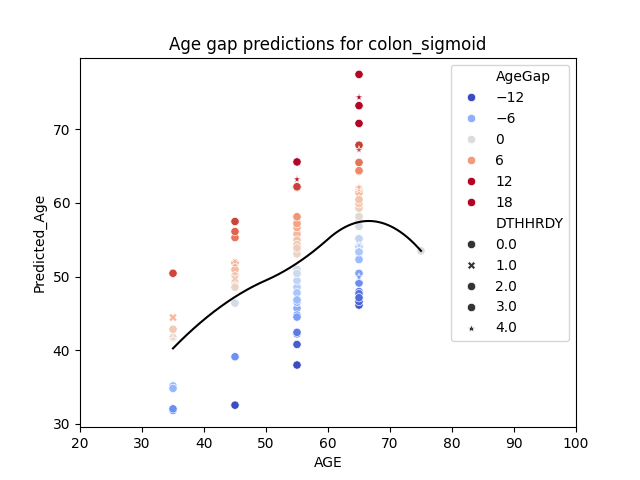 Age gap predictions for colon_sigmoid
Predicted_Age
70
60
50
40
30
20 30 40 50 60 70 80 90 100
AGE
AgeGap
−12
−6
0
6
12
18
DTHHRDY
0.0
1.0
2.0
3.0
4.0